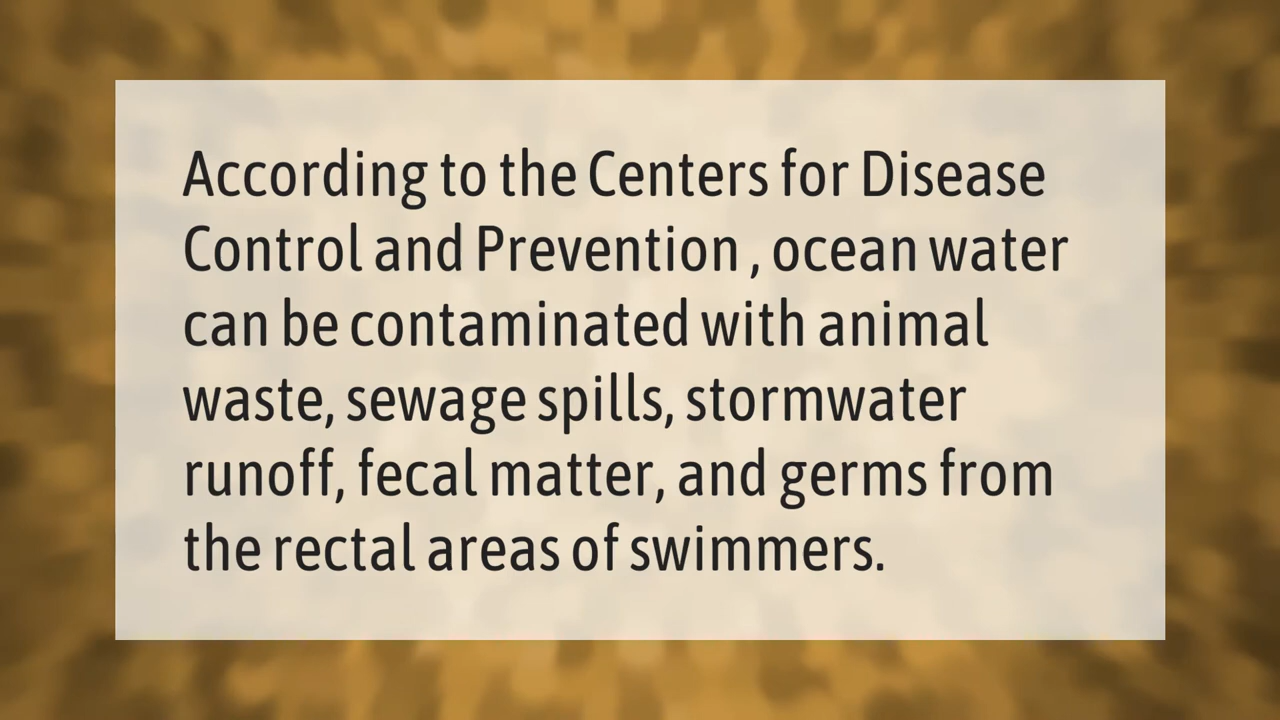 According to the Centers for Disease
Control and Prevention , ocean water
can be contaminated with animal
waste, sewage spills, stormwater
runoff, fecal matter, and germs from
the rectal areas of swimmers.